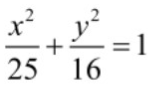 x²/25 + y²/16 = 1